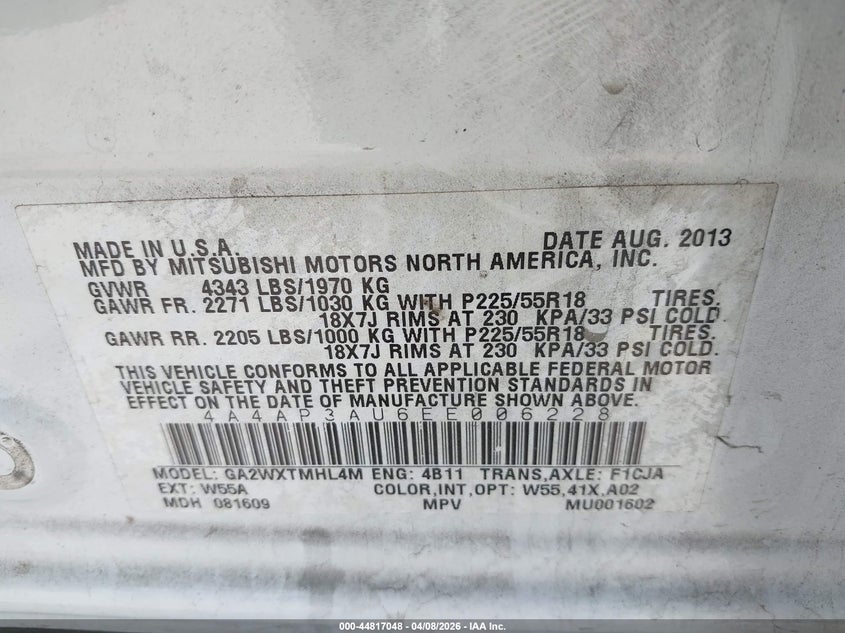 MADE IN U.S.A. DATE AUG. 2013
MFD BY MITSUBISHI MOTORS NORTH AMERICA, INC.
GVWR 4343 LBS/1970 KG
GAWR FR. 2271 LBS/1030 KG WITH P225/55R18 TIRES.
18X7J RIMS AT 230 KPA/33 PSI COLD.
GAWR RR. 2205 LBS/1000 KG WITH P225/55R18 TIRES.
18X7J RIMS AT 230 KPA/33 PSI COLD.
THIS VEHICLE CONFORMS TO ALL APPLICABLE FEDERAL MOTOR
VEHICLE SAFETY AND THEFT PREVENTION STANDARDS IN
EFFECT ON THE DATE OF MANUFACTURE SHOWN ABOVE.
4A4AP3AU6EE006228
MODEL: GA2WXTMHL4M ENG: 4B11 TRANS,AXLE: F1CJA
EXT: W55A COLOR,INT,OPT: W55,41X,A02
MDH 081609 MPV MU001602
000-44817048 - 04/08/2026 - IAA Inc.